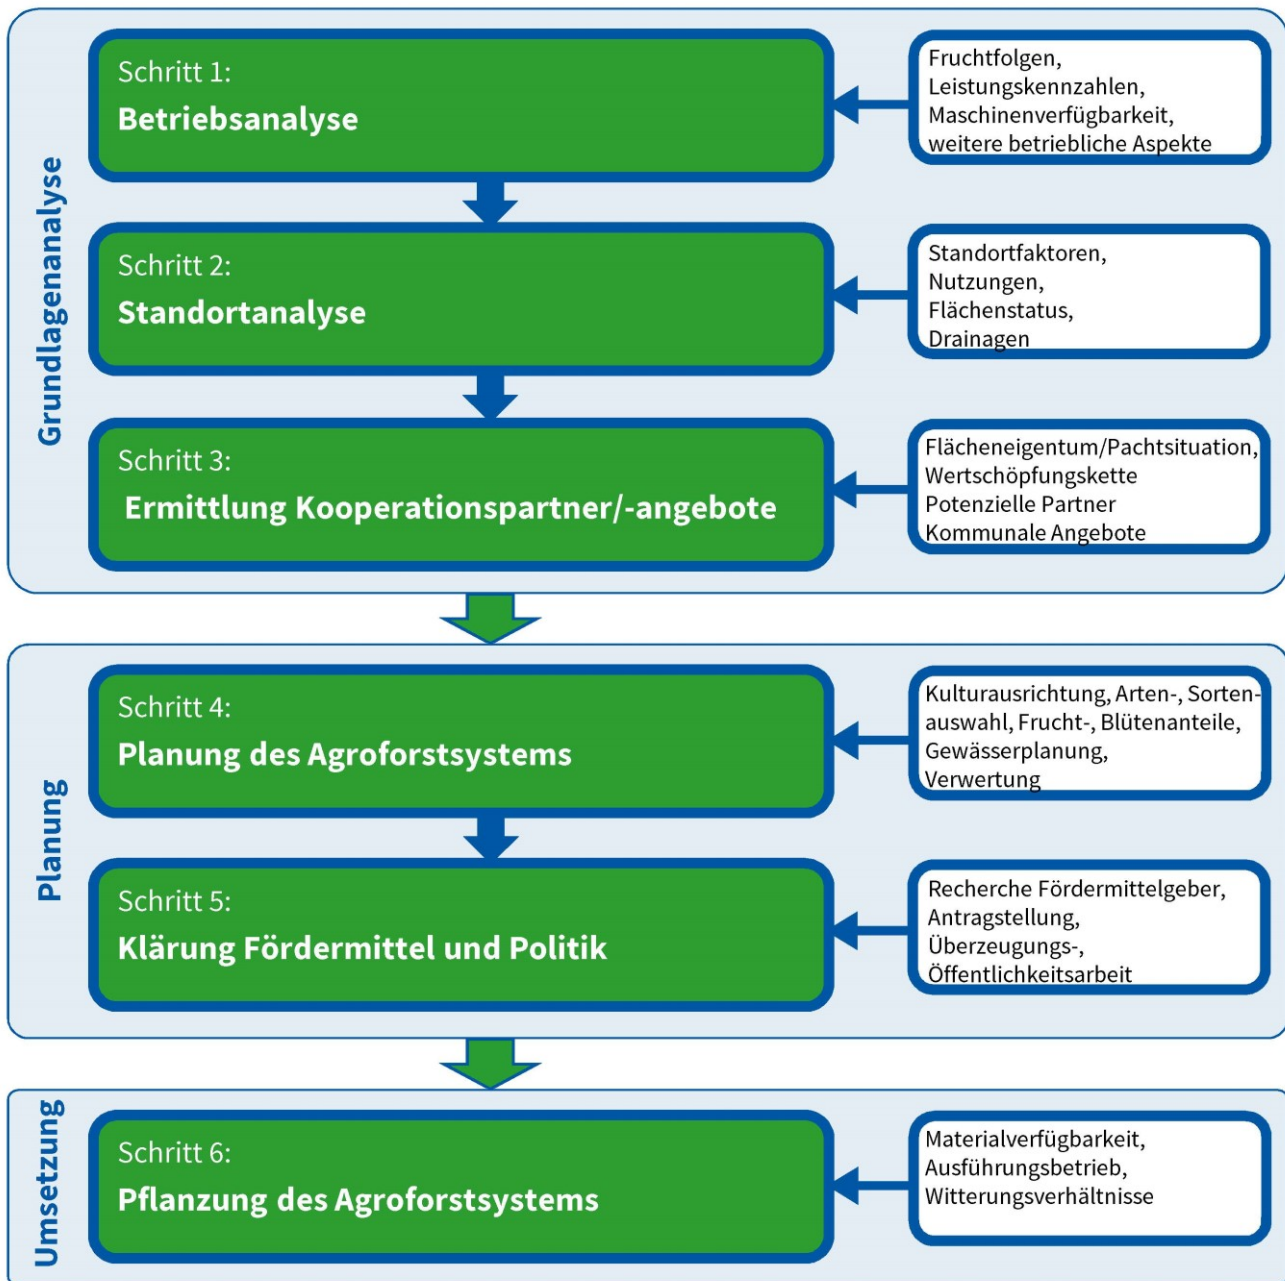 Grundlagenanalyse
Schritt 1:
Betriebsanalyse
Fruchtfolgen,
Leistungskennzahlen,
Maschinenverfügbarkeit,
weitere betriebliche Aspekte
Schritt 2:
Standortanalyse
Standortfaktoren,
Nutzungen,
Flächenstatus,
Drainagen
Schritt 3:
Ermittlung Kooperationspartner/-angebote
Flächeneigentum/Pachtsituation,
Wertschöpfungskette
Potenzielle Partner
Kommunale Angebote
Planung
Schritt 4:
Planung des Agroforstsystems
Kulturausrichtung, Arten-, Sorten-
auswahl, Frucht-, Blütenanteile,
Gewässerplanung,
Verwertung
Schritt 5:
Klärung Fördermittel und Politik
Recherche Fördermittelgeber,
Antragstellung,
Überzeugungs-,
Öffentlichkeitsarbeit
Umsetzung
Schritt 6:
Pflanzung des Agroforstsystems
Materialverfügbarkeit,
Ausführungsbetrieb,
Witterungsverhältnisse